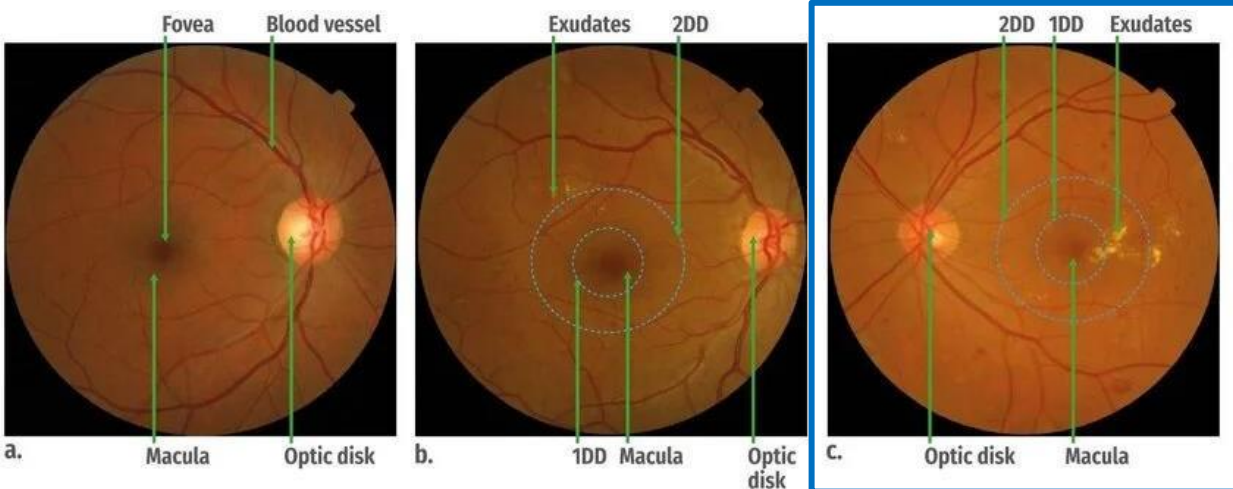 Fovea Blood vessel
Exudates 2DD
2DD 1DD Exudates
a. Macula Optic disk
b. 1DD Macula Optic
disk
c. Optic disk Macula